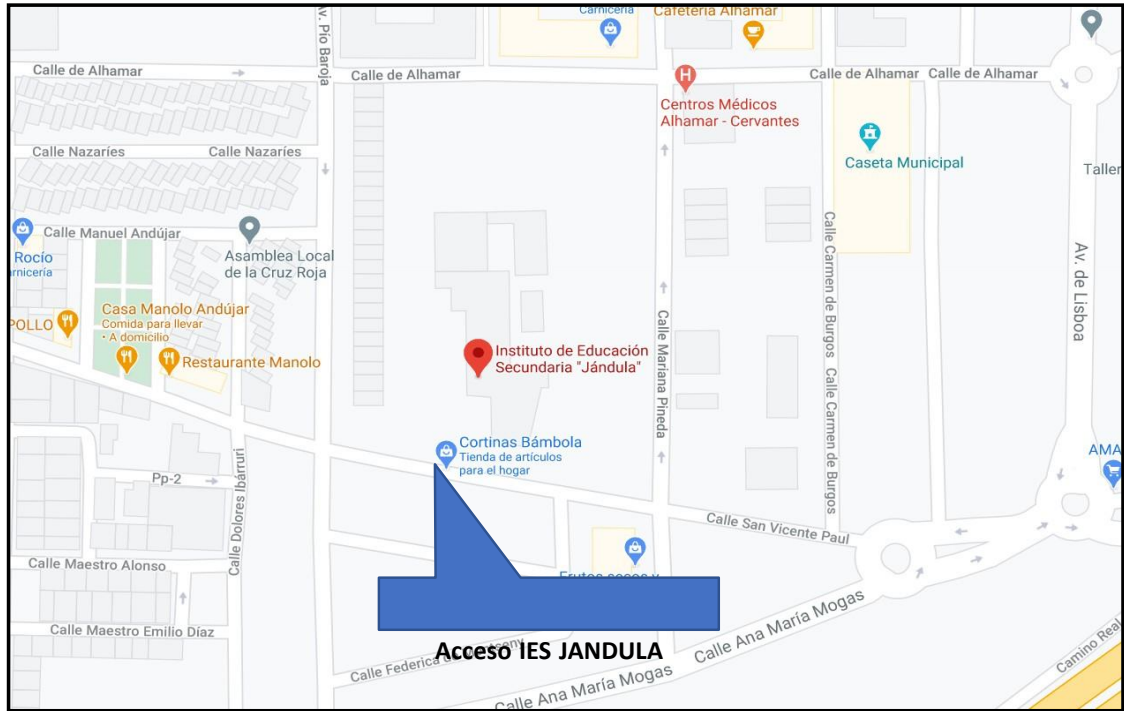 Carnicería
Cafetería Alhamar
Av. Pío Baroja
Calle de Alhamar
Calle de Alhamar
Calle de Alhamar
Calle de Alhamar
H
Centros Médicos
Alhamar - Cervantes
Caseta Municipal
Taller
Calle Nazaríes
Calle Nazaríes
Calle Manuel Andújar
Rocío
arnicería
Asamblea Local
de la Cruz Roja
Calle Carmen de Burgos
Av. de Lisboa
POLLO
Casa Manolo Andújar
Comida para llevar
• A domicilio
Restaurante Manolo
Instituto de Educación
Secundaria "Jándula"
Calle Mariana Pineda
Calle Carmen de Burgos
Cortinas Bámbola
Tienda de artículos
para el hogar
AMA
Pp-2
Calle Dolores Ibárruri
Calle San Vicente Paul
Calle Maestro Alonso
Calle Maestro Emilio Díaz
Calle Ana María Mogas
Acceso IES JANDULA
Calle Federica
Calle Ana María Mogas
Camino Real